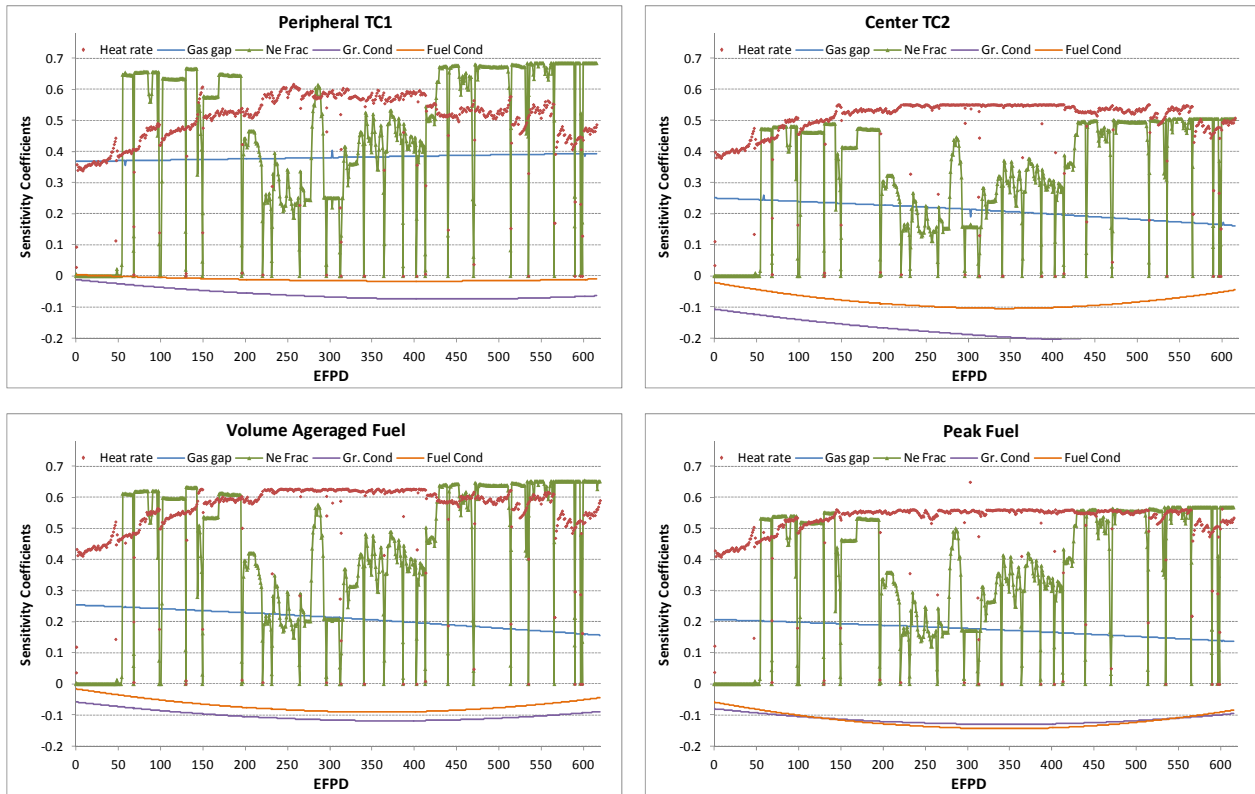 Peripheral TC1
Heat rate Gas gap Ne Frac Gr. Cond Fuel Cond
Sensitivity Coefficients
0.7
0.6
0.5
0.4
0.3
0.2
0.1
0
-0.1
-0.2
0 50 100 150 200 250 300 350 400 450 500 550 600
EFPD
Center TC2
Heat rate Gas gap Ne Frac Gr. Cond Fuel Cond
Sensitivity Coefficients
0.7
0.6
0.5
0.4
0.3
0.2
0.1
0
-0.1
-0.2
0 50 100 150 200 250 300 350 400 450 500 550 600
EFPD
Volume Ageraged Fuel
Heat rate Gas gap Ne Frac Gr. Cond Fuel Cond
Sensitivity Coefficients
0.7
0.6
0.5
0.4
0.3
0.2
0.1
0
-0.1
-0.2
0 50 100 150 200 250 300 350 400 450 500 550 600
EFPD
Peak Fuel
Heat rate Gas gap Ne Frac Gr. Cond Fuel Cond
Sensitivity Coefficients
0.7
0.6
0.5
0.4
0.3
0.2
0.1
0
-0.1
-0.2
0 50 100 150 200 250 300 350 400 450 500 550 600
EFPD